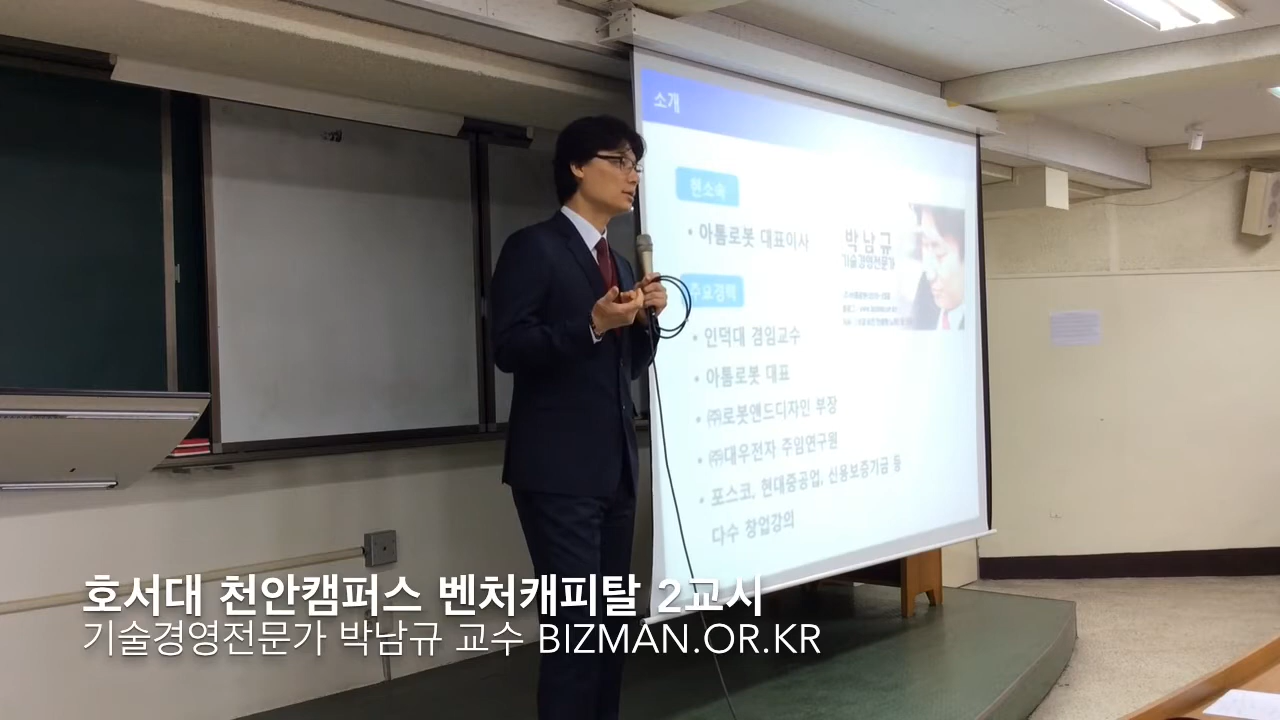 소개
현소속
• 아톰로봇 대표이사
박남규
기술경영전문가
주요경력
• 인덕대 겸임교수
• 아톰로봇 대표
• ㈜로봇앤드디자인 부장
• ㈜대우전자 주임연구원
• 포스코, 현대중공업, 신용보증기금 등
다수 창업강의
호서대 천안캠퍼스 벤처캐피탈 2교시
기술경영전문가 박남규 교수 BIZMAN.OR.KR